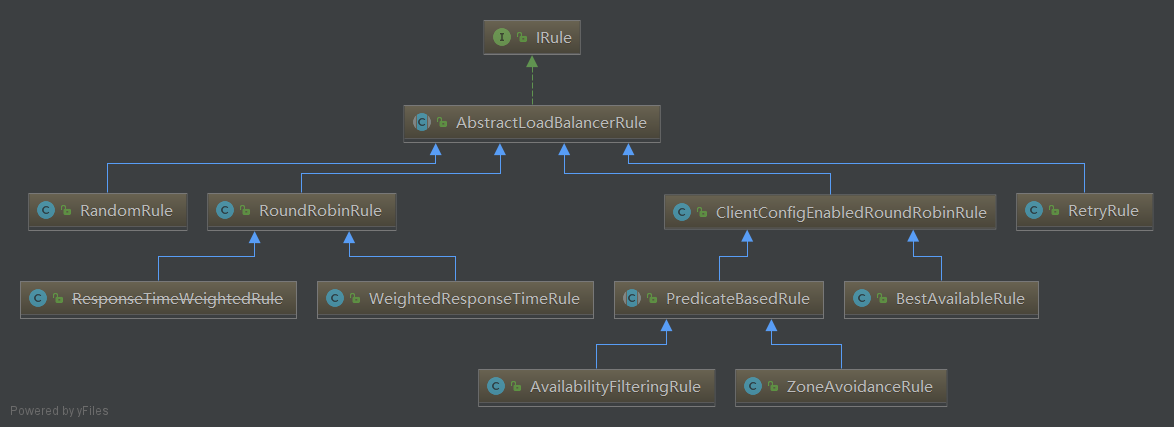 IRule
AbstractLoadBalancerRule
RandomRule
RoundRobinRule
ClientConfigEnabledRoundRobinRule
RetryRule
ResponseTimeWeightedRule
WeightedResponseTimeRule
PredicateBasedRule
BestAvailableRule
AvailabilityFilteringRule
ZoneAvoidanceRule
Powered by yFiles